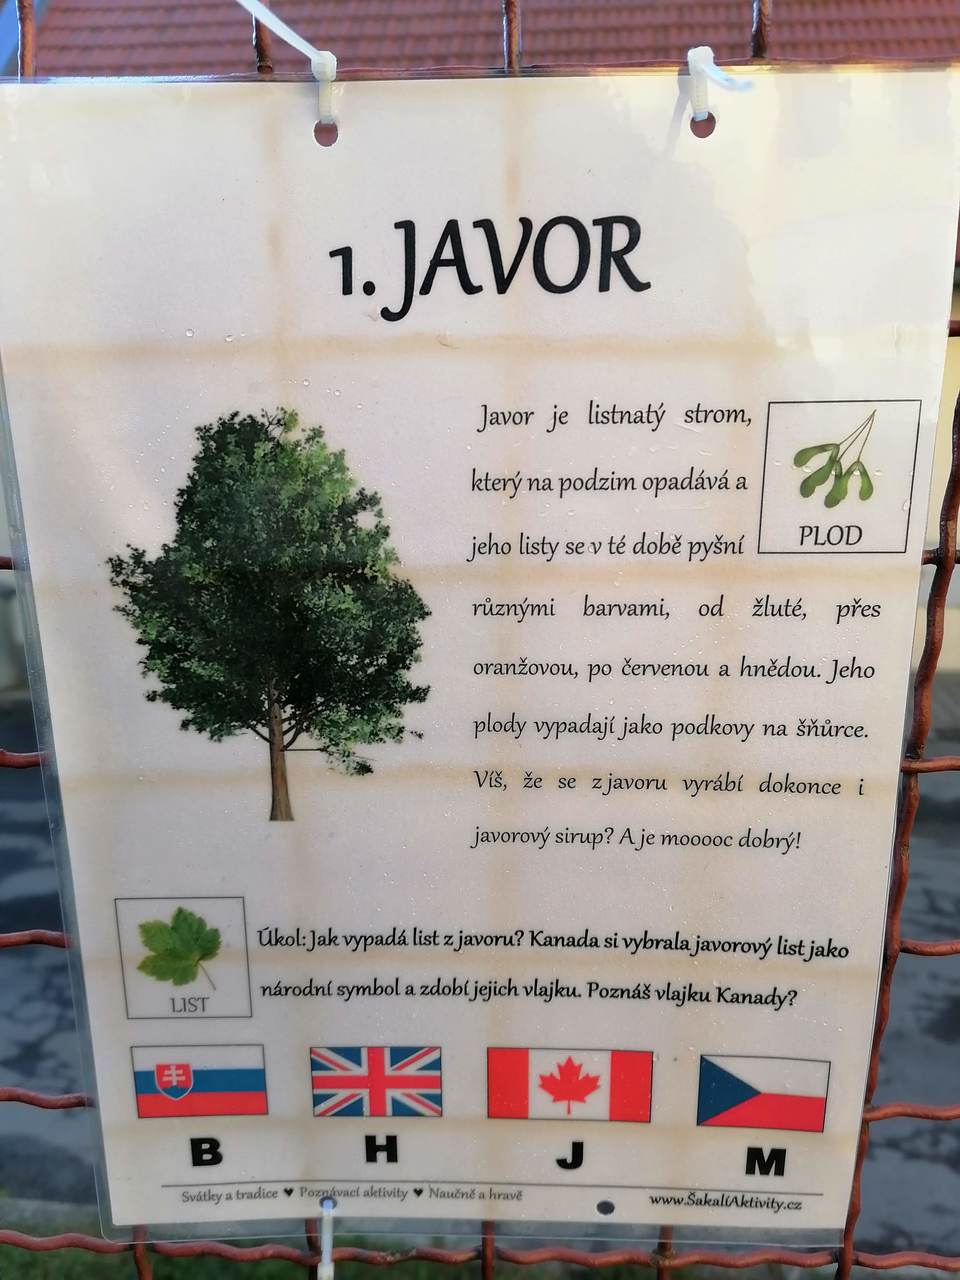 1. JAVOR
Javor je listnatý strom,
který na podzim opadává a
jeho listy se v té době pyšní
různými barvami, od žluté, přes
oranžovou, po červenou a hnědou. Jeho
plody vypadají jako podkovy na šňůrce.
Víš, že se z javoru vyrábí dokonce i
javorový sirup? A je mooooc dobrý!
PLOD
Úkol: Jak vypadá list z javoru? Kanada si vybrala javorový list jako
národní symbol a zdobí jejich vlajku. Poznáš vlajku Kanady?
LIST
B H J M
Svátky a tradice ♥ Poznávací aktivity ♥ Naučně a hravě
www.ŠakalíAktivity.cz